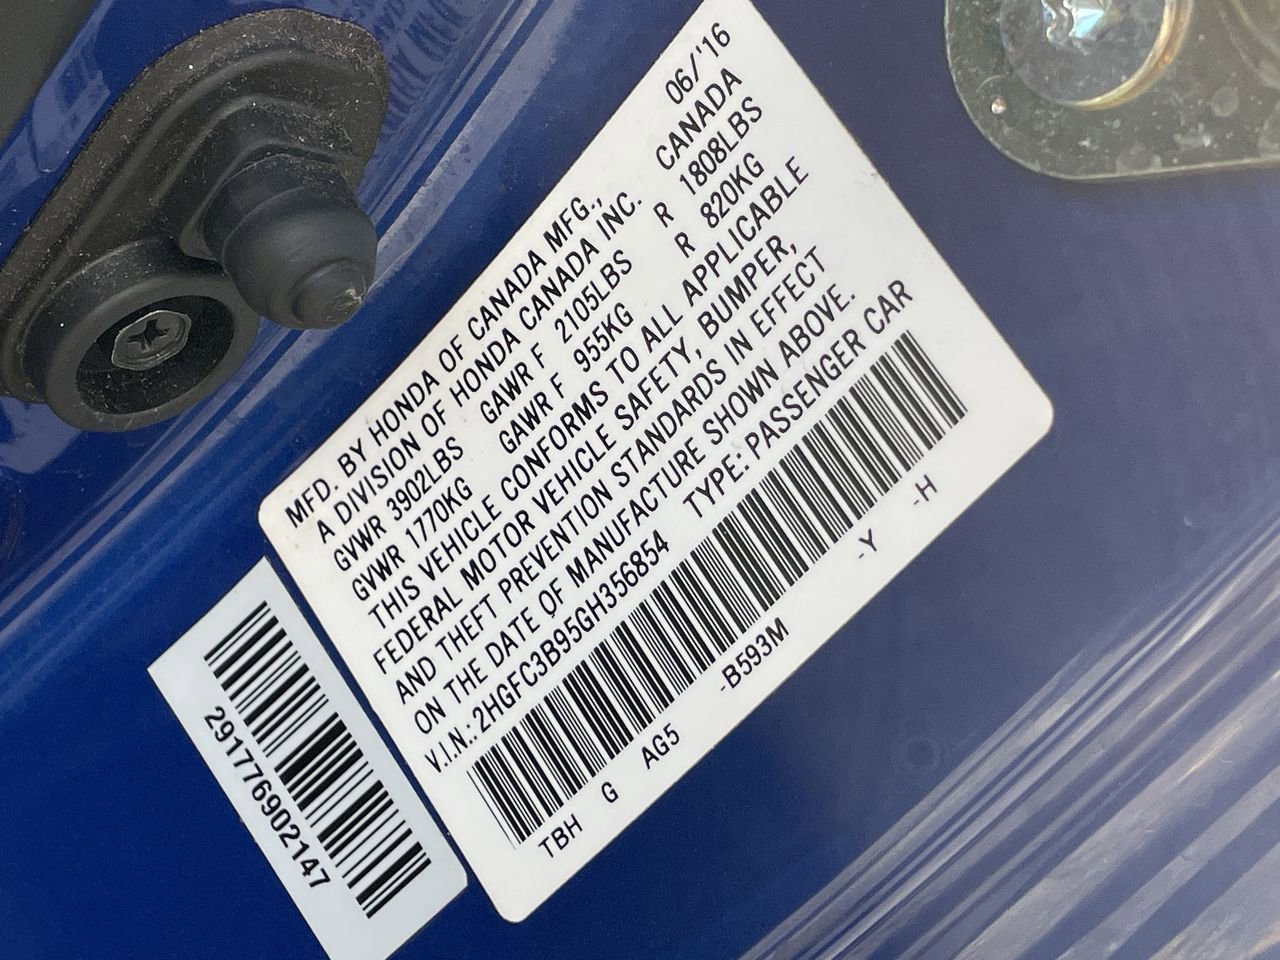 MFD. BY HONDA OF CANADA MFG., 06/'16
A DIVISION OF HONDA CANADA INC. CANADA
GVWR 3902LBS GAWR F 2105LBS R 1808LBS
GVWR 1770KG GAWR F 955KG R 820KG
THIS VEHICLE CONFORMS TO ALL APPLICABLE
FEDERAL MOTOR VEHICLE SAFETY, BUMPER,
AND THEFT PREVENTION STANDARDS IN EFFECT
ON THE DATE OF MANUFACTURE SHOWN ABOVE.
V.I.N.: 2HGFC3B95GH356854 TYPE: PASSENGER CAR
TBH G AG5 -B593M -Y -H
291776902147